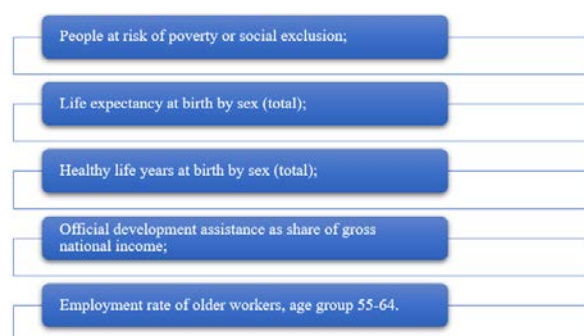 People at risk of poverty or social exclusion;
Life expectancy at birth by sex (total);
Healthy life years at birth by sex (total);
Official development assistance as share of gross
national income;
Employment rate of older workers, age group 55-64.